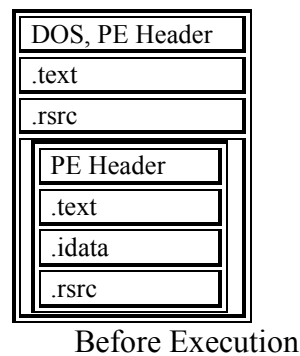 DOS, PE Header
.text
.rsrc
PE Header
.text
.idata
.rsrc
Before Execution